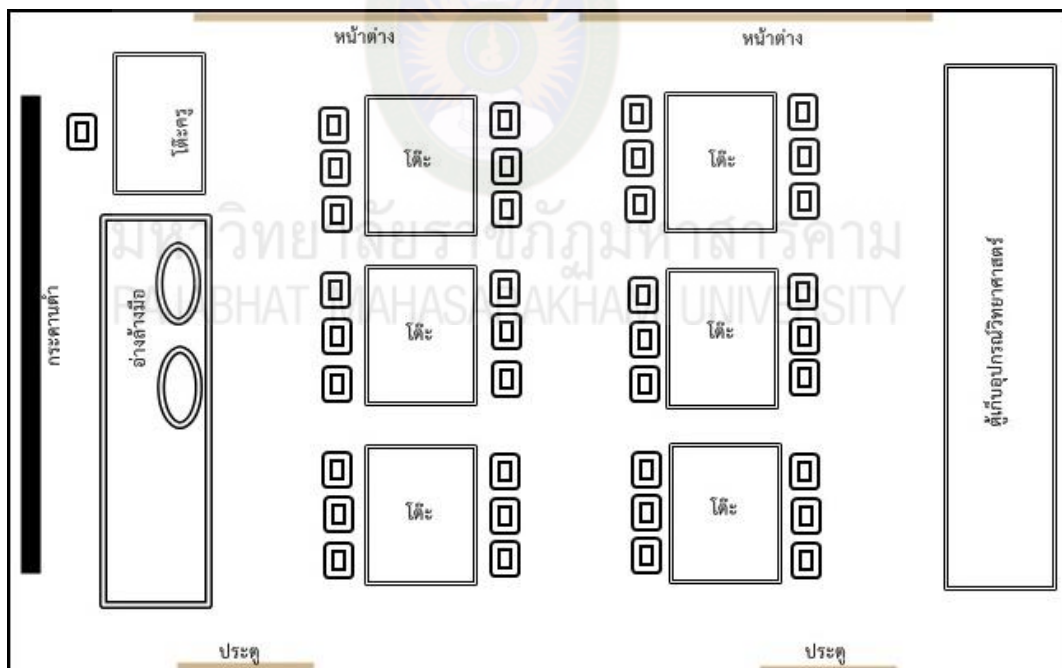 หน้าต่าง
หน้าต่าง
โต๊ะครู
โต๊ะ
โต๊ะ
มหาวิทยาลัยราชภัฏมหาสารคาม
RAJABHAT MAHASARAKHAM UNIVERSITY
กระดานดำ
อ่างล้างมือ
โต๊ะ
โต๊ะ
ตู้เก็บอุปกรณ์วิทยาศาสตร์
โต๊ะ
โต๊ะ
ประตู
ประตู